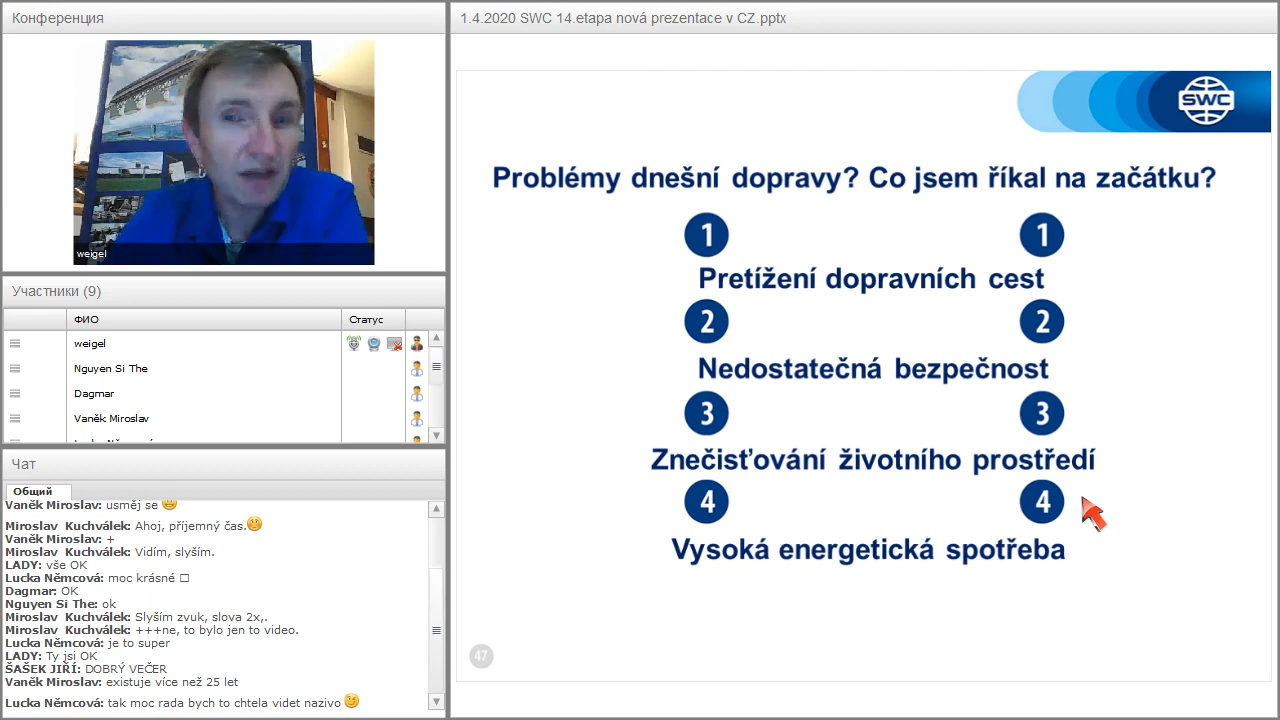 Конференция
weigel
Участники (9)
ФИО
Статус
weigel
Nguyen Si The
Dagmar
Vaněk Miroslav
Чат
Общий
Vaněk Miroslav: usměj se
Miroslav Kuchválek: Ahoj, příjemný čas.
Vaněk Miroslav: +
Miroslav Kuchválek: Vidím, slyším.
LADY: vše OK
Lucka Němcová: moc krásné
Dagmar: OK
Nguyen Si The: ok
Miroslav Kuchválek: Slyším zvuk, slova 2x,.
Miroslav Kuchválek: +++ne, to bylo jen to video.
Lucka Němcová: je to super
LADY: Ty jsi OK
ŠAŠEK JIŘÍ: DOBRÝ VEČER
Vaněk Miroslav: existuje více než 25 let
Lucka Němcová: tak moc rada bych to chtela videt nazivo
1.4.2020 SWC 14.etapa nová prezentace v CZ.pptx
SWC
Problémy dnešní dopravy? Co jsem říkal na začátku?
1 1
Pretížení dopravních cest
2 2
Nedostatečná bezpečnost
3 3
Znečisťování životního prostředí
4 4
Vysoká energetická spotřeba
47